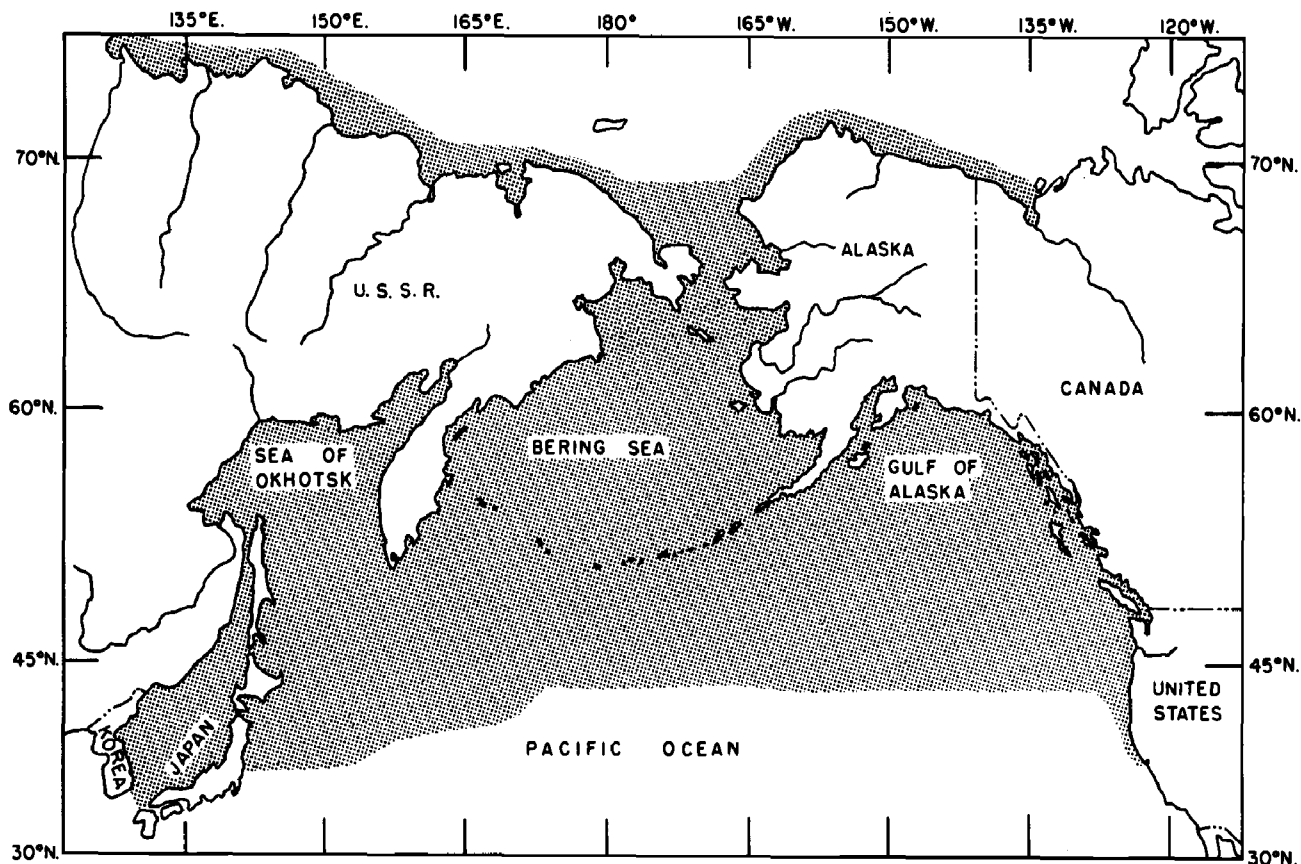 135°E. 150°E. 165°E. 180° 165°W. 150°W. 135°W. 120°W.
70°N. 70°N.
ALASKA
U. S. S. R.
CANADA
60°N. 60°N.
SEA OF
OKHOTSK
BERING SEA
GULF OF
ALASKA
45°N. 45°N.
UNITED
STATES
KOREA
JAPAN
PACIFIC OCEAN
30°N. 30°N.